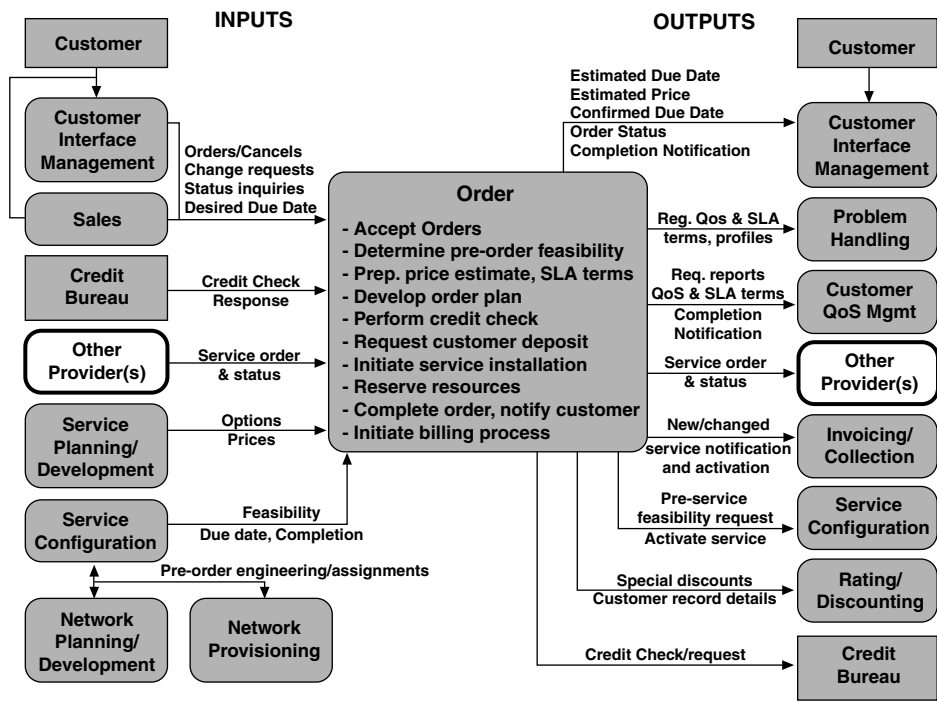 INPUTS
OUTPUTS
Customer
Customer
Interface
Management
Sales
Orders/Cancels
Change requests
Status inquiries
Desired Due Date
Credit
Bureau
Credit Check
Response
Other
Provider(s)
Service order
& status
Service
Planning/
Development
Options
Prices
Service
Configuration
Feasibility
Due date, Completion
Pre-order engineering/assignments
Network
Planning/
Development
Network
Provisioning
Order
- Accept Orders
- Determine pre-order feasibility
- Prep. price estimate, SLA terms
- Develop order plan
- Perform credit check
- Request customer deposit
- Initiate service installation
- Reserve resources
- Complete order, notify customer
- Initiate billing process
Estimated Due Date
Estimated Price
Confirmed Due Date
Order Status
Completion Notification
Customer
Customer
Interface
Management
Reg. Qos & SLA
terms, profiles
Problem
Handling
Req. reports
QoS & SLA terms
Completion
Notification
Customer
QoS Mgmt
Service order
& status
Other
Provider(s)
New/changed
service notification
and activation
Invoicing/
Collection
Pre-service
feasibility request
Activate service
Service
Configuration
Special discounts
Customer record details
Rating/
Discounting
Credit Check/request
Credit
Bureau